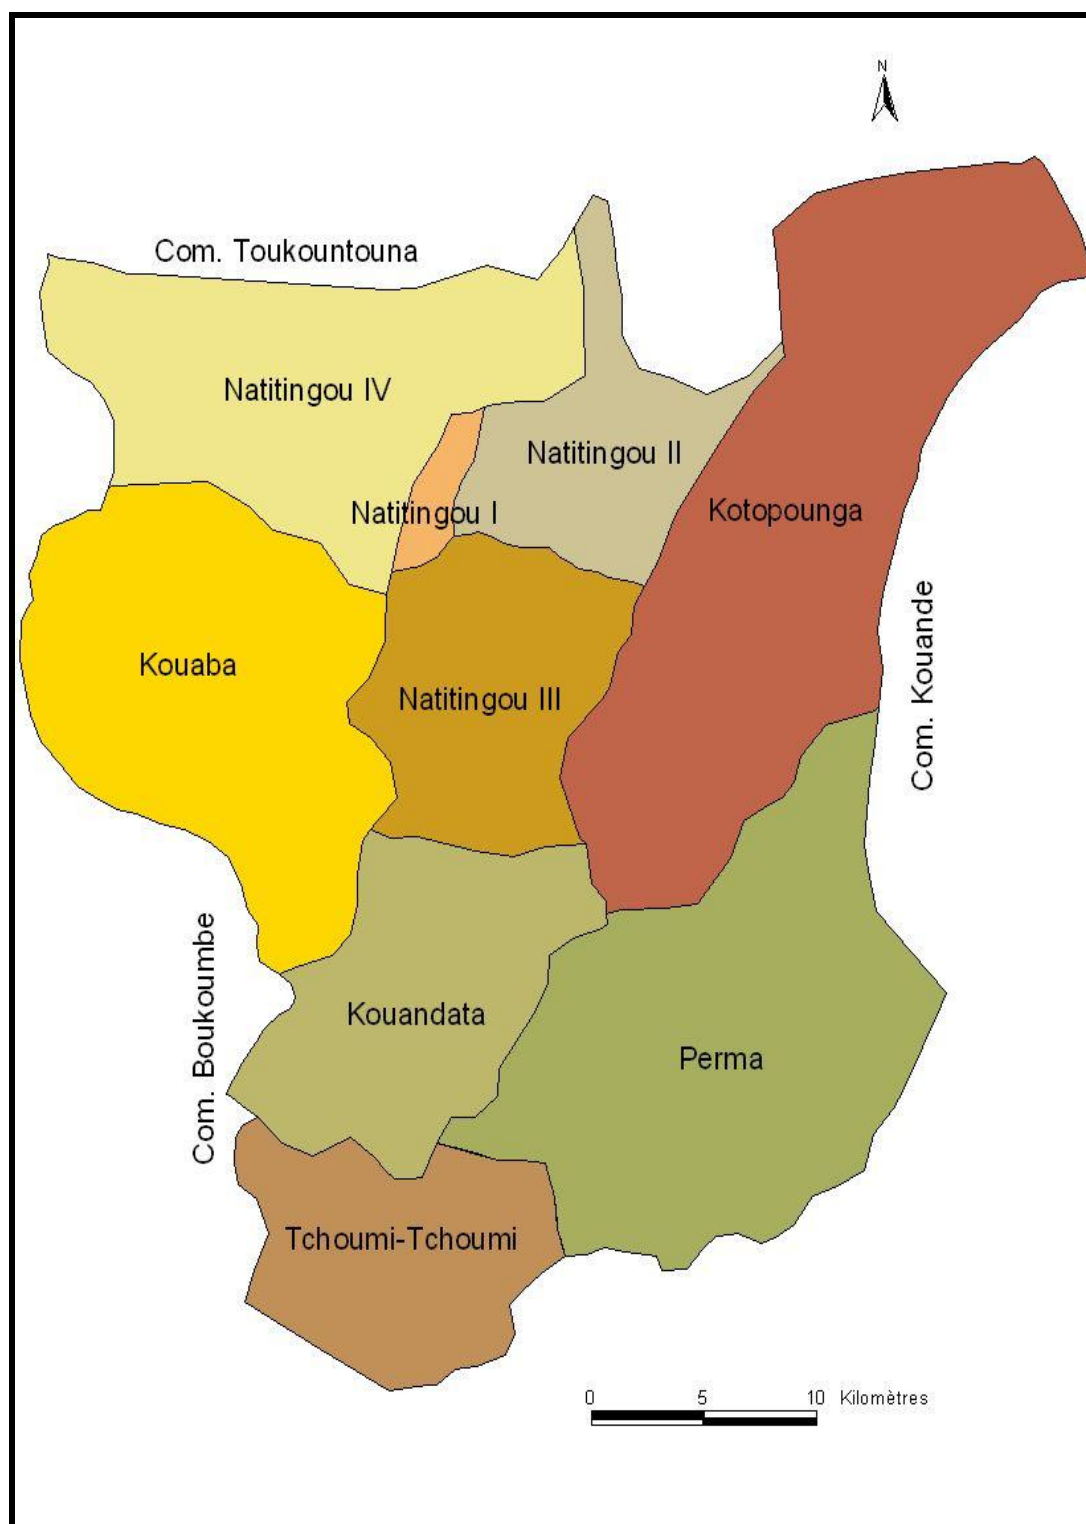 N
Com. Toukountouna
Natitingou IV
Natitingou II
Natitingou I
Kotopounga
Kouaba
Natitingou III
Com. Kouande
Com. Boukoumbe
Kouandata
Perma
Tchoumi-Tchoumi
0 5 10 Kilomètres